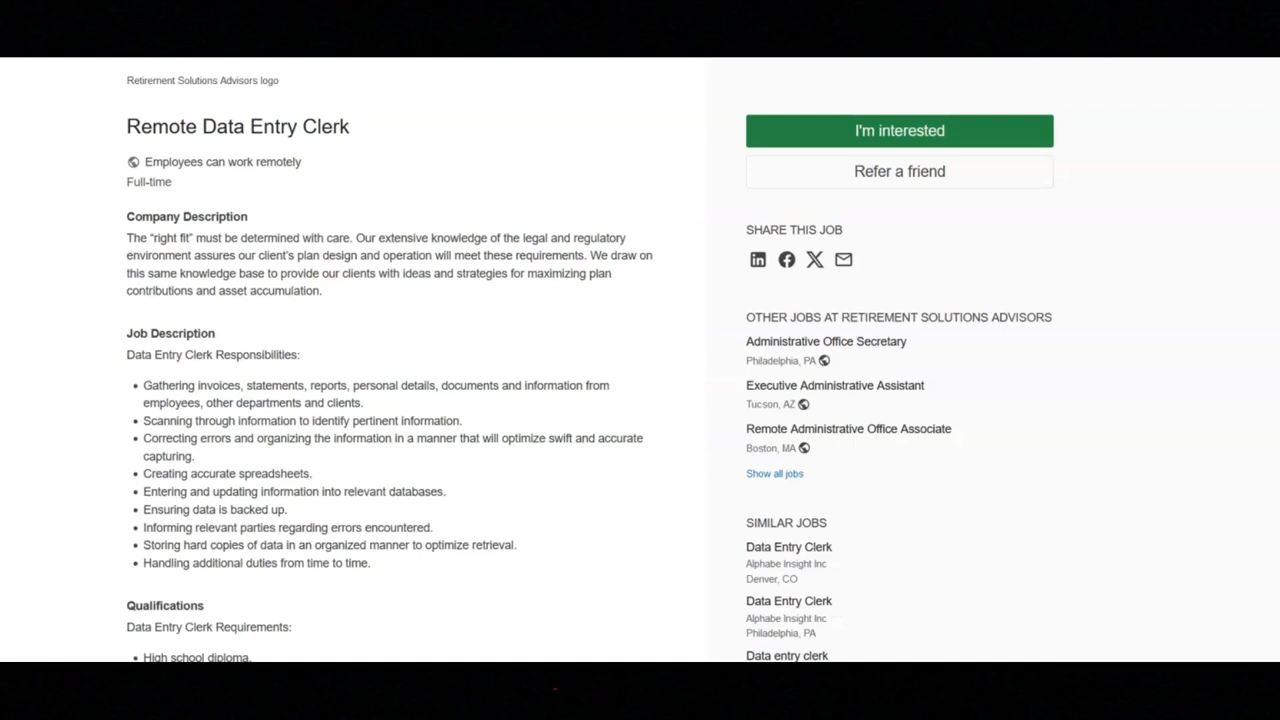 Retirement Solutions Advisors logo
Remote Data Entry Clerk
Employees can work remotely
Full-time
Company Description
The “right fit” must be determined with care. Our extensive knowledge of the legal and regulatory
environment assures our client’s plan design and operation will meet these requirements. We draw on
this same knowledge base to provide our clients with ideas and strategies for maximizing plan
contributions and asset accumulation.
Job Description
Data Entry Clerk Responsibilities:
• Gathering invoices, statements, reports, personal details, documents and information from
employees, other departments and clients.
• Scanning through information to identify pertinent information.
• Correcting errors and organizing the information in a manner that will optimize swift and accurate
capturing.
• Creating accurate spreadsheets.
• Entering and updating information into relevant databases.
• Ensuring data is backed up.
• Informing relevant parties regarding errors encountered.
• Storing hard copies of data in an organized manner to optimize retrieval.
• Handling additional duties from time to time.
Qualifications
Data Entry Clerk Requirements:
• High school diploma.
I'm interested
Refer a friend
SHARE THIS JOB
OTHER JOBS AT RETIREMENT SOLUTIONS ADVISORS
Administrative Office Secretary
Philadelphia, PA
Executive Administrative Assistant
Tucson, AZ
Remote Administrative Office Associate
Boston, MA
Show all jobs
SIMILAR JOBS
Data Entry Clerk
Alphabe Insight Inc
Denver, CO
Data Entry Clerk
Alphabe Insight Inc
Philadelphia, PA
Data entry clerk